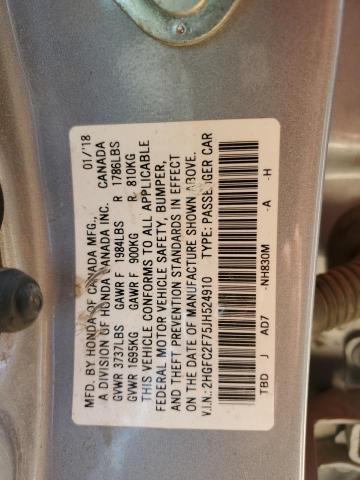 MFD. BY HONDA OF CANADA MFG., 01/'18
A DIVISION OF HONDA CANADA INC. CANADA
GVWR 3737LBS GAWR F 1984LBS R 1786LBS
GVWR 1695KG GAWR F 900KG R 810KG
THIS VEHICLE CONFORMS TO ALL APPLICABLE
FEDERAL MOTOR VEHICLE SAFETY, BUMPER,
AND THEFT PREVENTION STANDARDS IN EFFECT
ON THE DATE OF MANUFACTURE SHOWN ABOVE.
V.I.N.:2HGFC2F75JH524910 TYPE:PASSENGER CAR
TBD J AD7 -NH830M -A -H